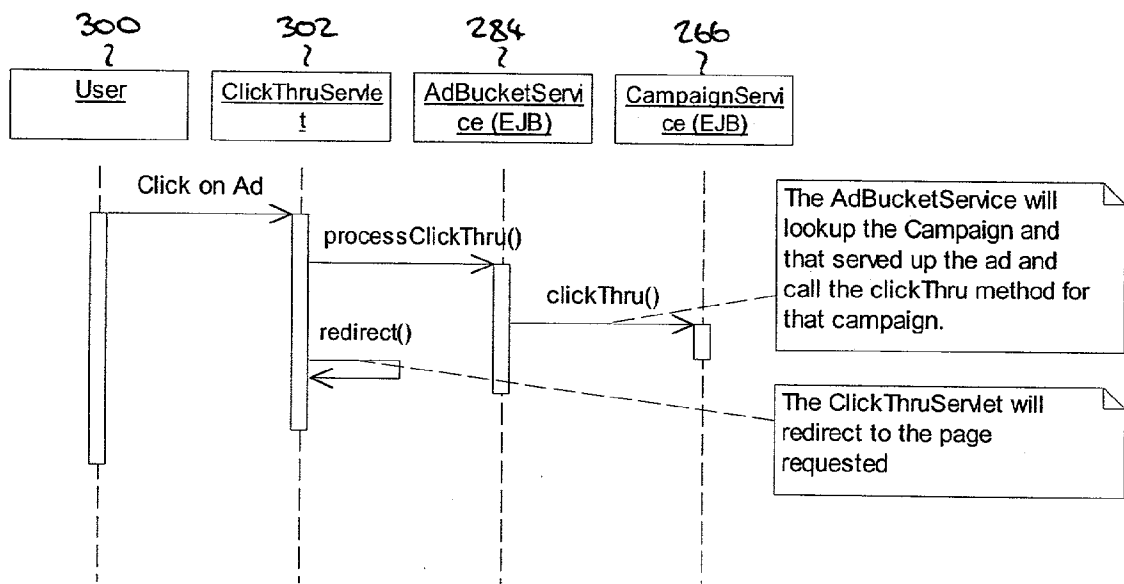 300
302
284
266
User
ClickThruServle
t
AdBucketServi
ce (EJB)
CampaignServi
ce (EJB)
Click on Ad
processClickThru()
clickThru()
redirect()
The AdBucketService will
lookup the Campaign and
that served up the ad and
call the clickThru method for
that campaign.
The ClickThruServlet will
redirect to the page
requested